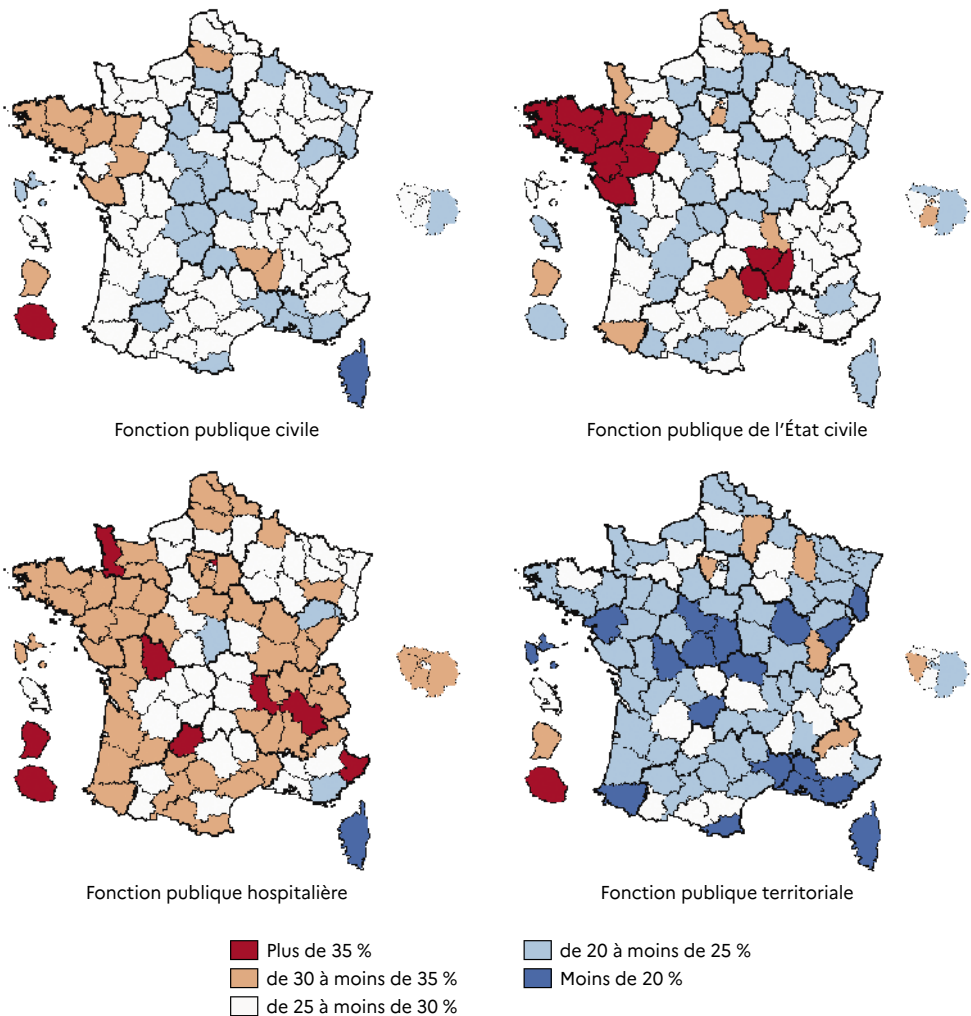 Fonction publique civile
Fonction publique de l'État civile
Fonction publique hospitalière
Fonction publique territoriale
Plus de 35 %
de 30 à moins de 35 %
de 25 à moins de 30 %
de 20 à moins de 25 %
Moins de 20 %